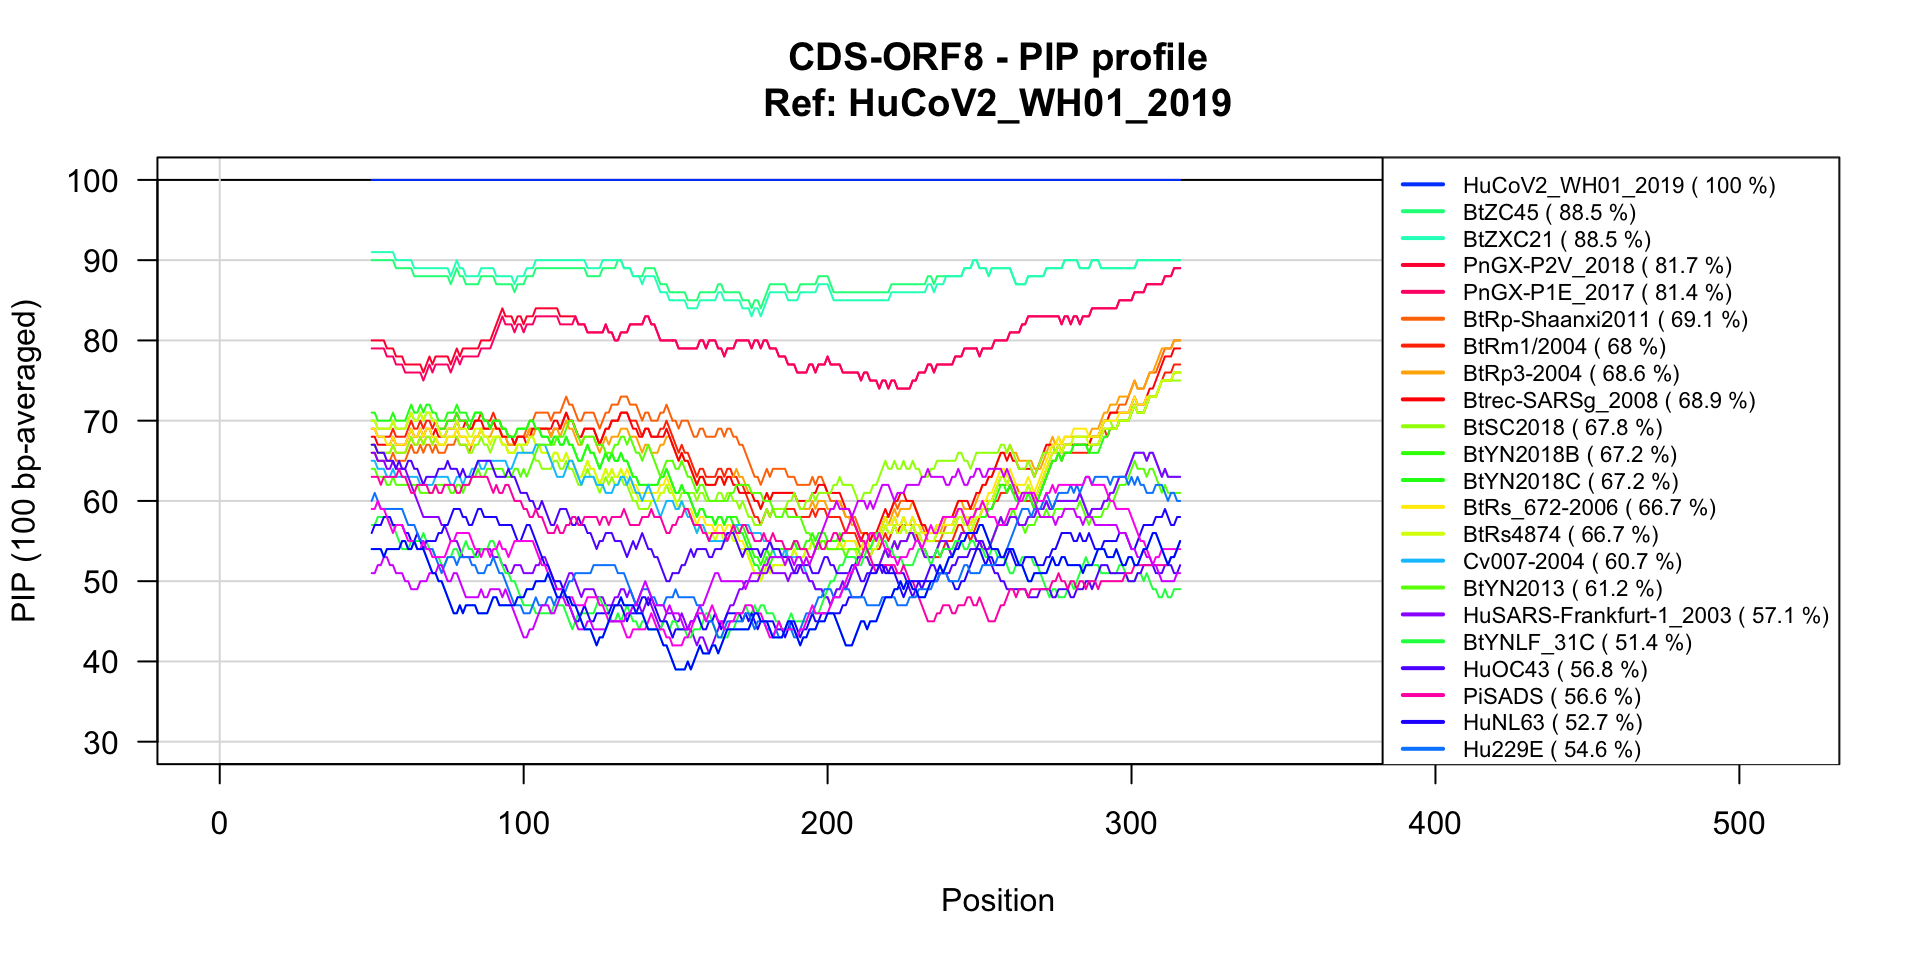 CDS-ORF8 - PIP profile
Ref: HuCoV2_WH01_2019
PIP (100 bp-averaged)
100
90
80
70
60
50
40
30
0
100
200
300
400
500
Position
HuCoV2_WH01_2019 ( 100 %)
BtZC45 ( 88.5 %)
BtZXC21 ( 88.5 %)
PnGX-P2V_2018 ( 81.7 %)
PnGX-P1E_2017 ( 81.4 %)
BtRp-Shaanxi2011 ( 69.1 %)
BtRm1/2004 ( 68 %)
BtRp3-2004 ( 68.6 %)
Btrec-SARSg_2008 ( 68.9 %)
BtSC2018 ( 67.8 %)
BtYN2018B ( 67.2 %)
BtYN2018C ( 67.2 %)
BtRs_672-2006 ( 66.7 %)
BtRs4874 ( 66.7 %)
Cv007-2004 ( 60.7 %)
BtYN2013 ( 61.2 %)
HuSARS-Frankfurt-1_2003 ( 57.1 %)
BtYNLF_31C ( 51.4 %)
HuOC43 ( 56.8 %)
PiSADS ( 56.6 %)
HuNL63 ( 52.7 %)
Hu229E ( 54.6 %)